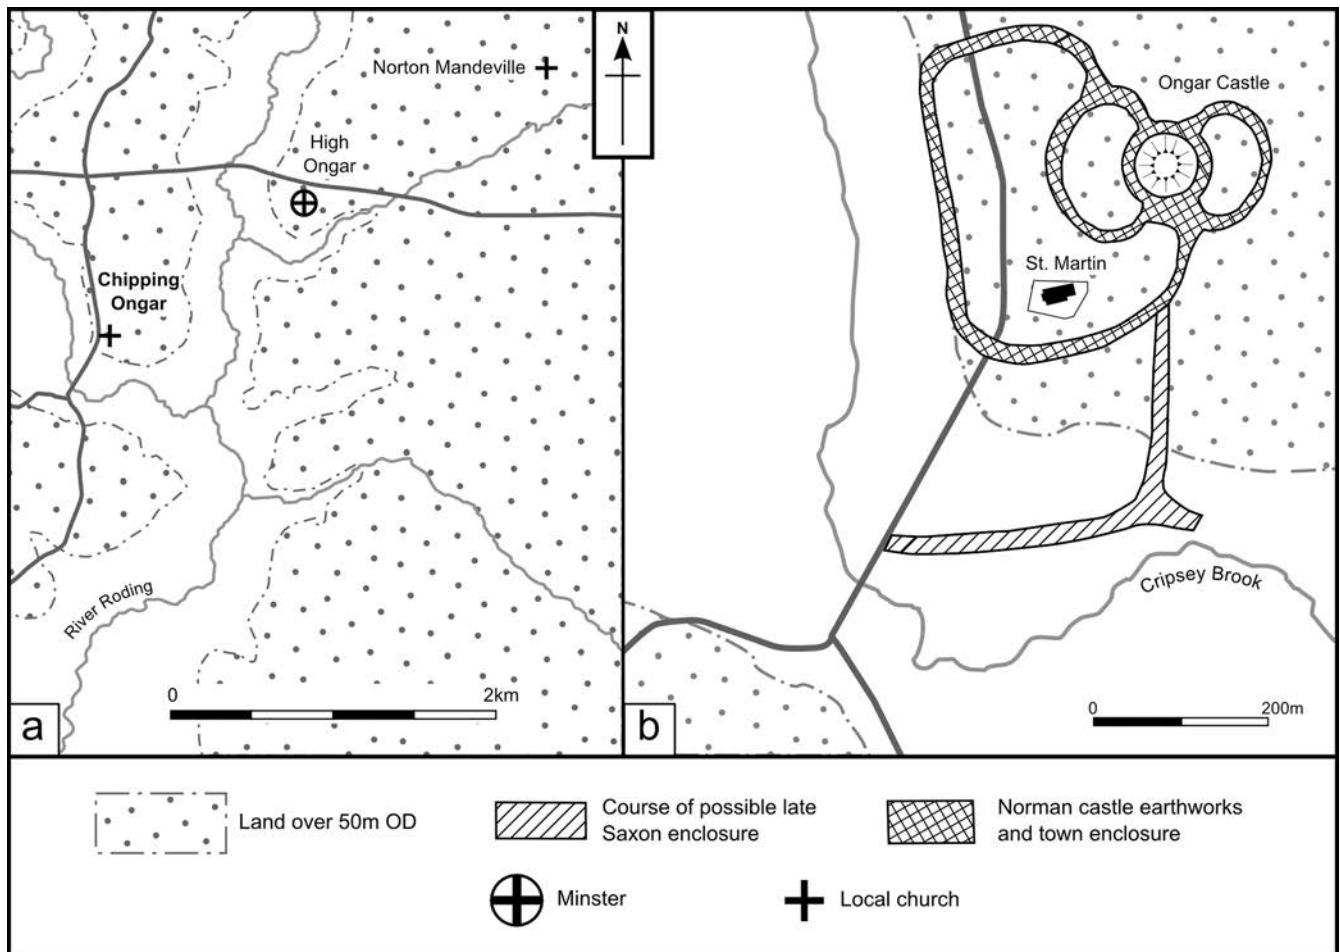 Norton Mandeville
High
Ongar
Chipping
Ongar
River Roding
0 2km
a
N
Ongar Castle
St. Martin
Cripsey Brook
0 200m
b
Land over 50m OD
Course of possible late
Saxon enclosure
Norman castle earthworks
and town enclosure
Minster
Local church